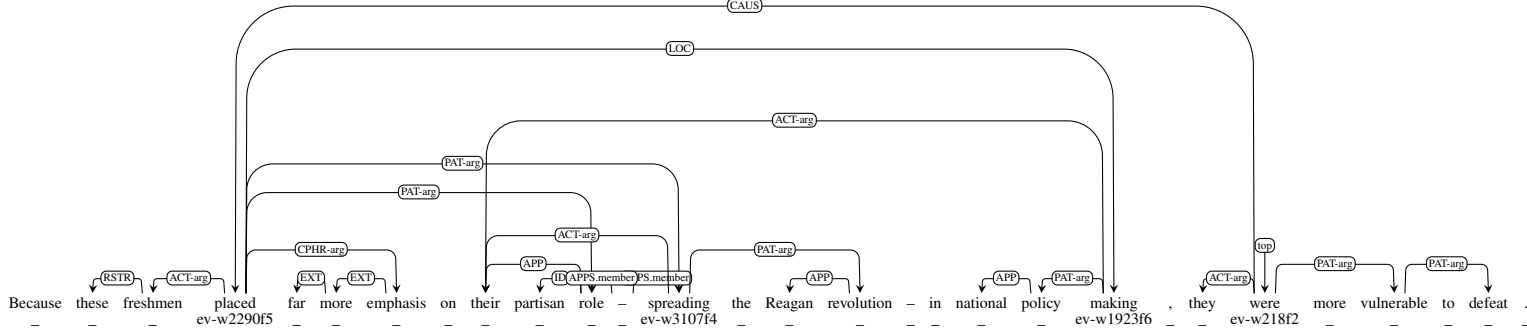 CAUS
LOC
ACT-arg
PAT-arg
PAT-arg
ACT-arg
CPHR-arg PAT-arg top
APP PAT-arg PAT-arg
RSTR ACT-arg EXT EXT ID APPS.member PS.member APP APP PAT-arg ACT-arg
Because these freshmen placed far more emphasis on their partisan role – spreading the Reagan revolution – in national policy making , they were more vulnerable to defeat .
_ _ _ ev-w2290f5 _ _ _ _ _ _ _ _ ev-w3107f4 _ _ _ _ _ _ _ ev-w1923f6 _ _ ev-w218f2 _ _ _ _ _